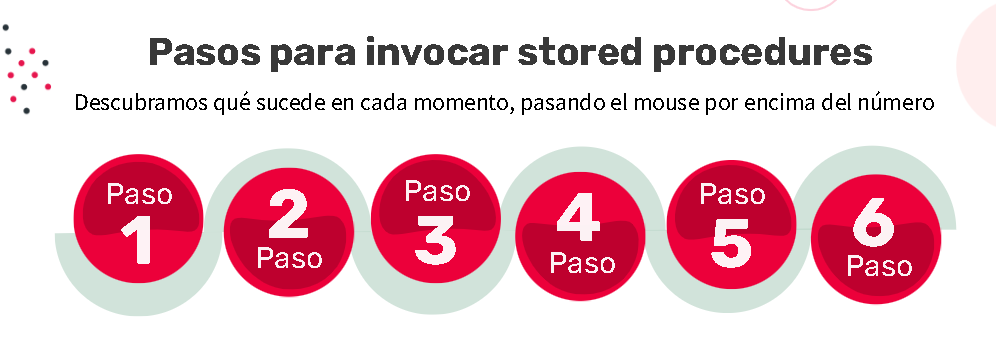 Pasos para invocar stored procedures
Descubramos qué sucede en cada momento, pasando el mouse por encima del número
Paso
1
2
Paso
Paso
3
4
Paso
Paso
5
6
Paso